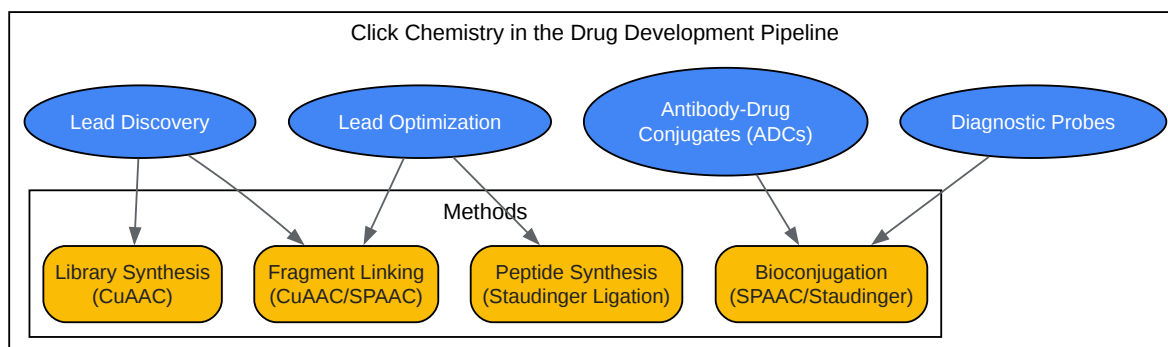 Click Chemistry in the Drug Development Pipeline
Lead Discovery
Lead Optimization
Antibody-Drug
Conjugates (ADCs)
Diagnostic Probes
Methods
Library Synthesis
(CuAAC)
Fragment Linking
(CuAAC/SPAAC)
Peptide Synthesis
(Staudinger Ligation)
Bioconjugation
(SPAAC/Staudinger)